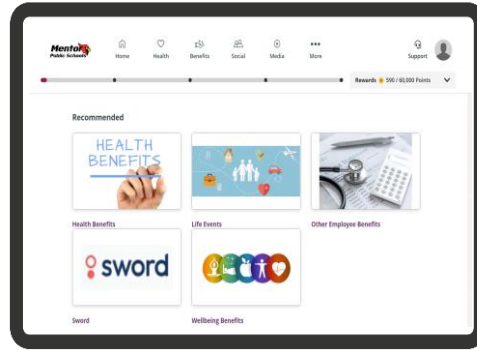 Mentor
Public Schools
Home
Health
Benefits
Social
Media
More
Support
Rewards 590 / 60,000 Points
Recommended
HEALTH
BENEFITS
Health Benefits
Life Events
Other Employee Benefits
sword
Sword
Wellbeing Benefits